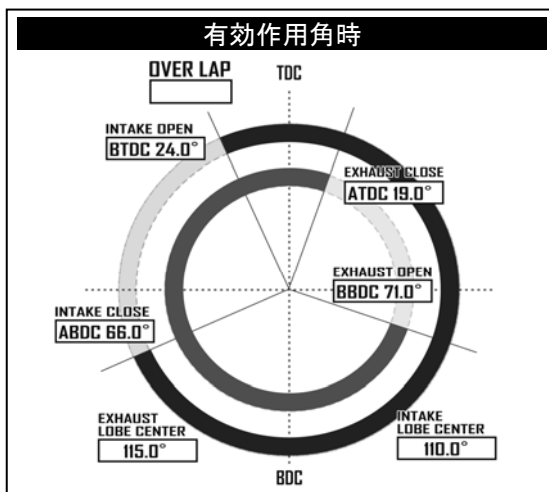 有効作用角時
OVER LAP
TDC
INTAKE OPEN
BTDC 24.0°
EXHAUST CLOSE
ATDC 19.0°
EXHAUST OPEN
BBDC 71.0°
INTAKE CLOSE
ABDC 66.0°
EXHAUST
LOBE CENTER
115.0°
INTAKE
LOBE CENTER
110.0°
BDC